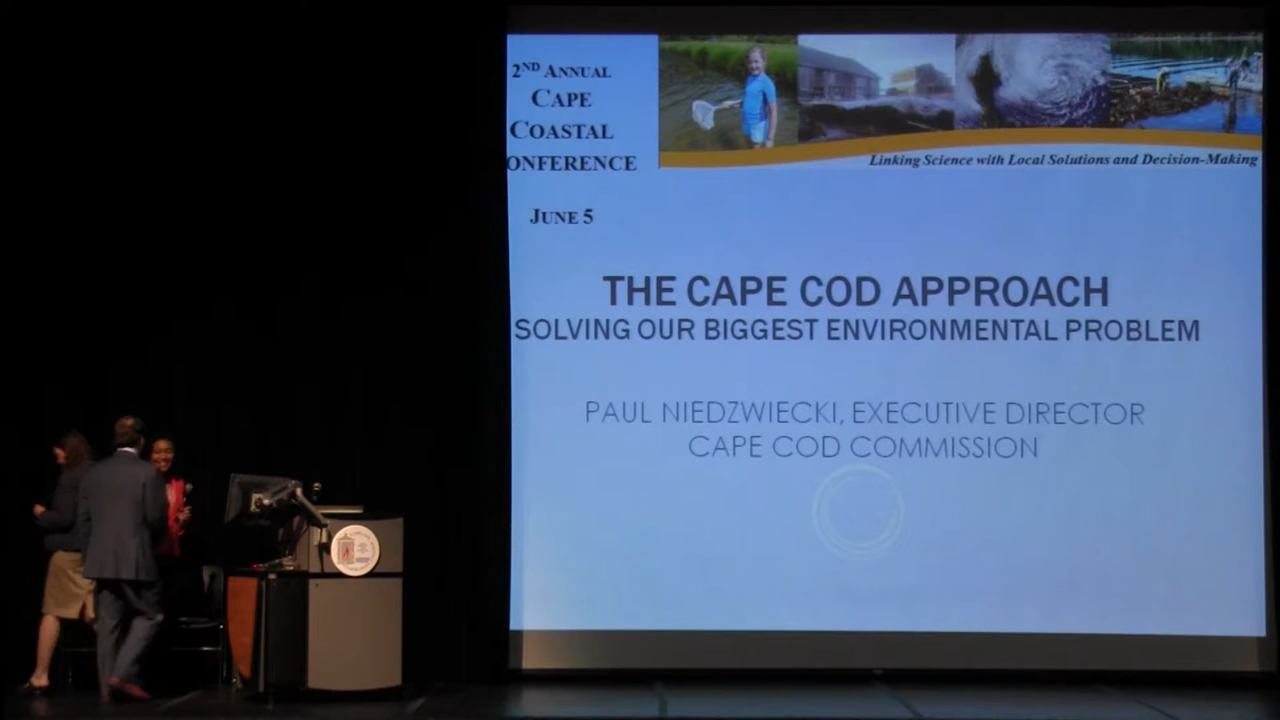 2ND ANNUAL
CAPE
COASTAL
ONFERENCE
JUNE 5
Linking Science with Local Solutions and Decision-Making
THE CAPE COD APPROACH
SOLVING OUR BIGGEST ENVIRONMENTAL PROBLEM
PAUL NIEDZWIECKI, EXECUTIVE DIRECTOR
CAPE COD COMMISSION